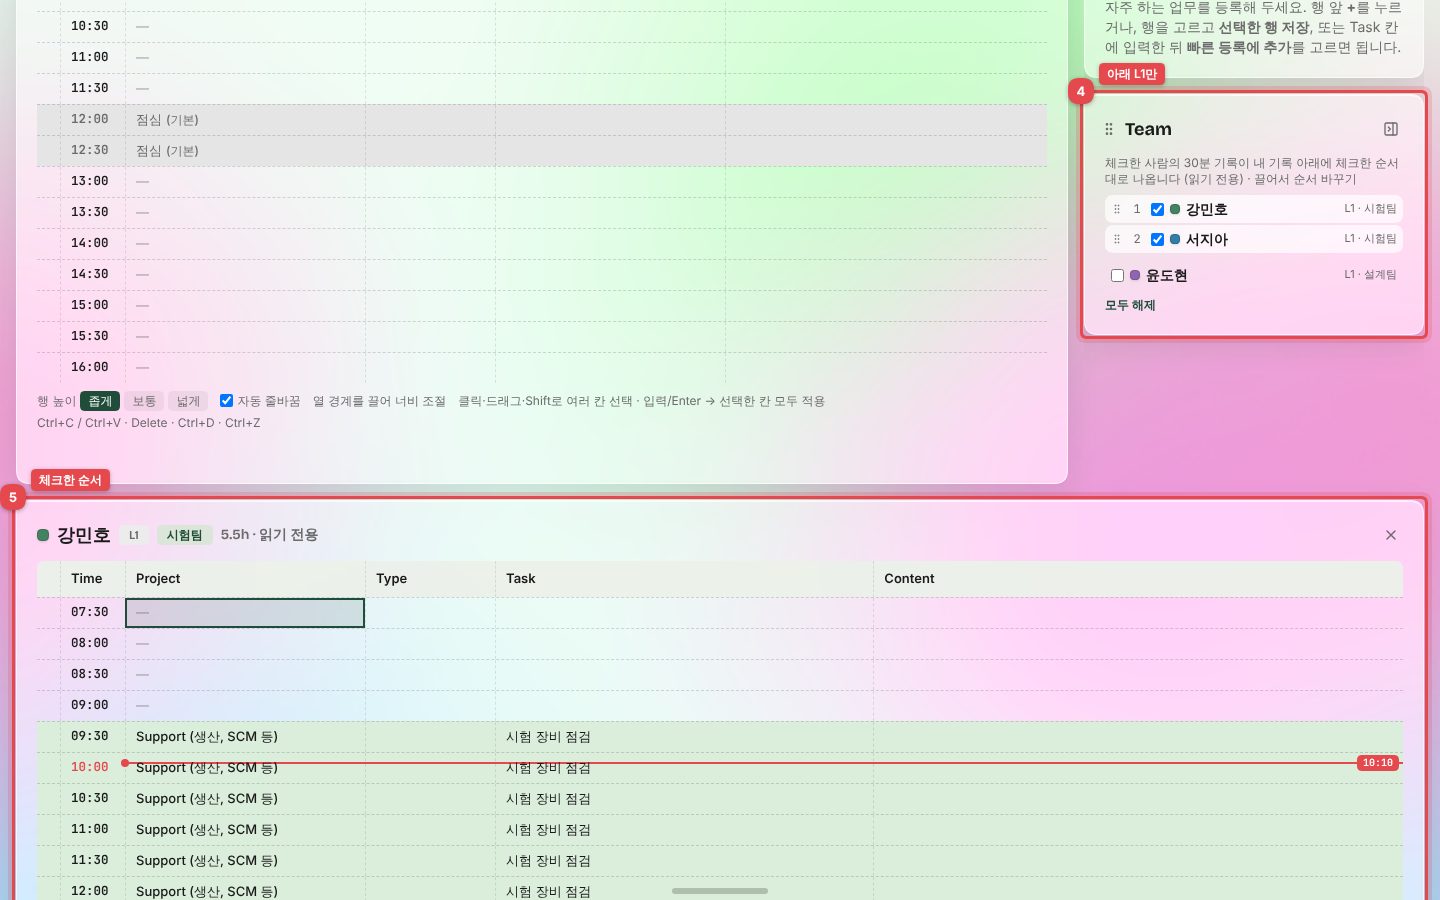 10:30 —
11:00 —
11:30 —
12:00 점심 (기본)
12:30 점심 (기본)
13:00 —
13:30 —
14:00 —
14:30 —
15:00 —
15:30 —
16:00 —
행 높이 좁게 보통 넓게 자동 줄바꿈 열 경계를 끌어 너비 조절 클릭·드래그·Shift로 여러 칸 선택 · 입력/Enter → 선택한 칸 모두 적용
Ctrl+C / Ctrl+V · Delete · Ctrl+D · Ctrl+Z
자주 하는 업무를 등록해 두세요. 행 앞 +를 누르
거나, 행을 고르고 선택한 행 저장, 또는 Task 칸
에 입력한 뒤 빠른 등록에 추가를 고르면 됩니다.
아래 L1만
4
Team
체크한 사람의 30분 기록이 내 기록 아래에 체크한 순서
대로 나옵니다 (읽기 전용) · 끌어서 순서 바꾸기
1 강민호 L1 · 시험팀
2 서지아 L1 · 시험팀
윤도현 L1 · 설계팀
모두 해제
체크한 순서
5
강민호 L1 시험팀 5.5h · 읽기 전용
Time Project Type Task Content
07:30 —
08:00 —
08:30 —
09:00 —
09:30 Support (생산, SCM 등) 시험 장비 점검
10:00 Support (생산, SCM 등) 시험 장비 점검 10:10
10:30 Support (생산, SCM 등) 시험 장비 점검
11:00 Support (생산, SCM 등) 시험 장비 점검
11:30 Support (생산, SCM 등) 시험 장비 점검
12:00 Support (생산, SCM 등) 시험 장비 점검